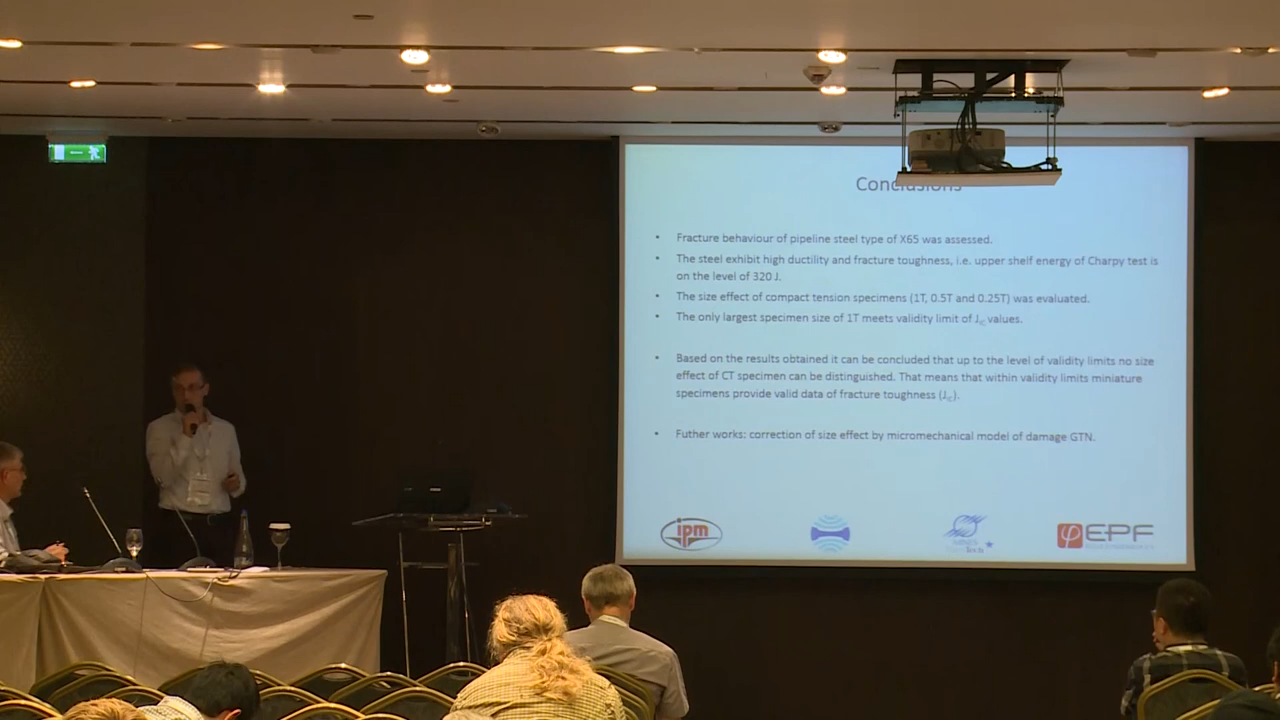 Conclusions
• Fracture behaviour of pipeline steel type of X65 was assessed.
• The steel exhibit high ductility and fracture toughness, i.e. upper shelf energy of Charpy test is
on the level of 320 J.
• The size effect of compact tension specimens (1T, 0.5T and 0.25T) was evaluated.
• The only largest specimen size of 1T meets validity limit of JIC values.
• Based on the results obtained it can be concluded that up to the level of validity limits no size
effect of CT specimen can be distinguished. That means that within validity limits miniature
specimens provide valid data of fracture toughness (JIC).
• Futher works: correction of size effect by micromechanical model of damage GTN.
ipm
EPF